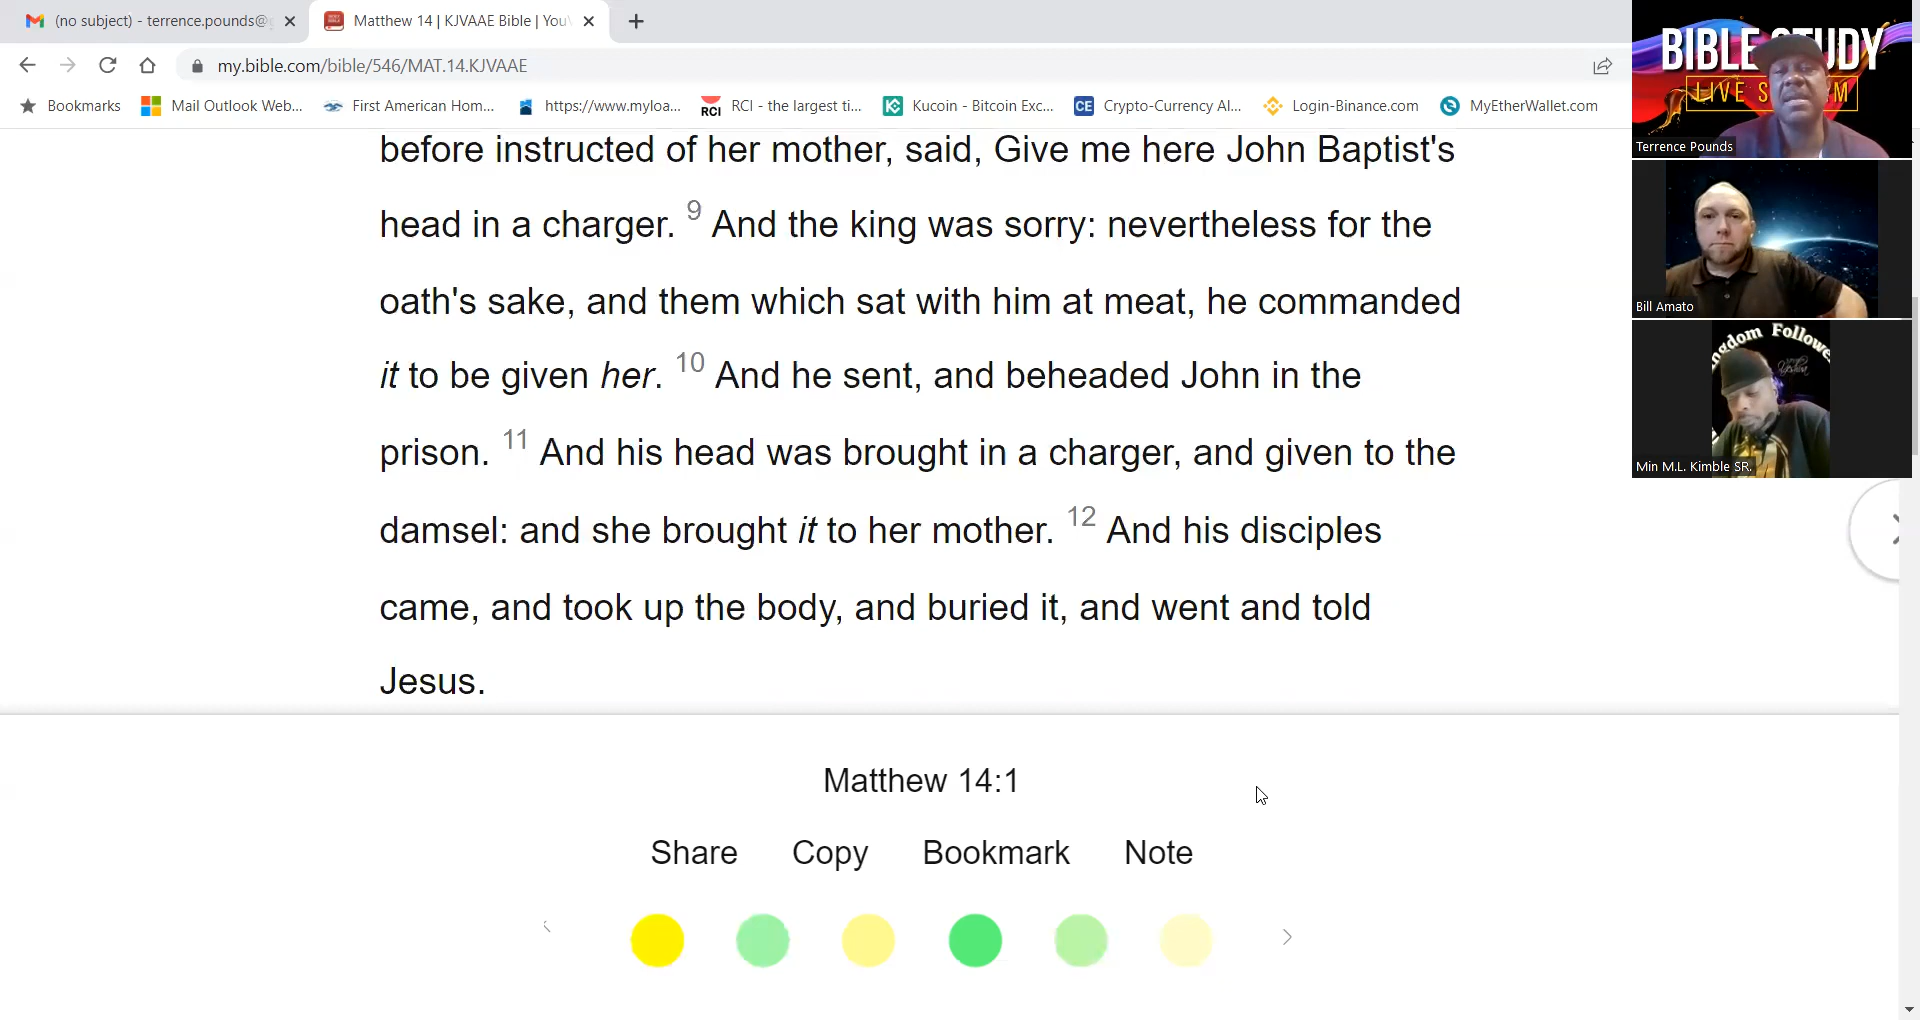 (no subject) - terrence.pounds@
Matthew 14 | KJVAAE Bible | You
my.bible.com/bible/546/MAT.14.KJVAAE
Bookmarks
Mail Outlook Web...
First American Hom...
https://www.myloa...
RCI
RCI - the largest ti...
Kucoin - Bitcoin Exc...
CE
Crypto-Currency Al...
Login-Binance.com
MyEtherWallet.com
before instructed of her mother, said, Give me here John Baptist's
head in a charger. 9 And the king was sorry: nevertheless for the
oath's sake, and them which sat with him at meat, he commanded
it to be given her. 10 And he sent, and beheaded John in the
prison. 11 And his head was brought in a charger, and given to the
damsel: and she brought it to her mother. 12 And his disciples
came, and took up the body, and buried it, and went and told
Jesus.
Matthew 14:1
Share Copy Bookmark Note
BIBLE
LIVE
Terrence Pounds
Bill Amato
Min M.L. Kimble SR.